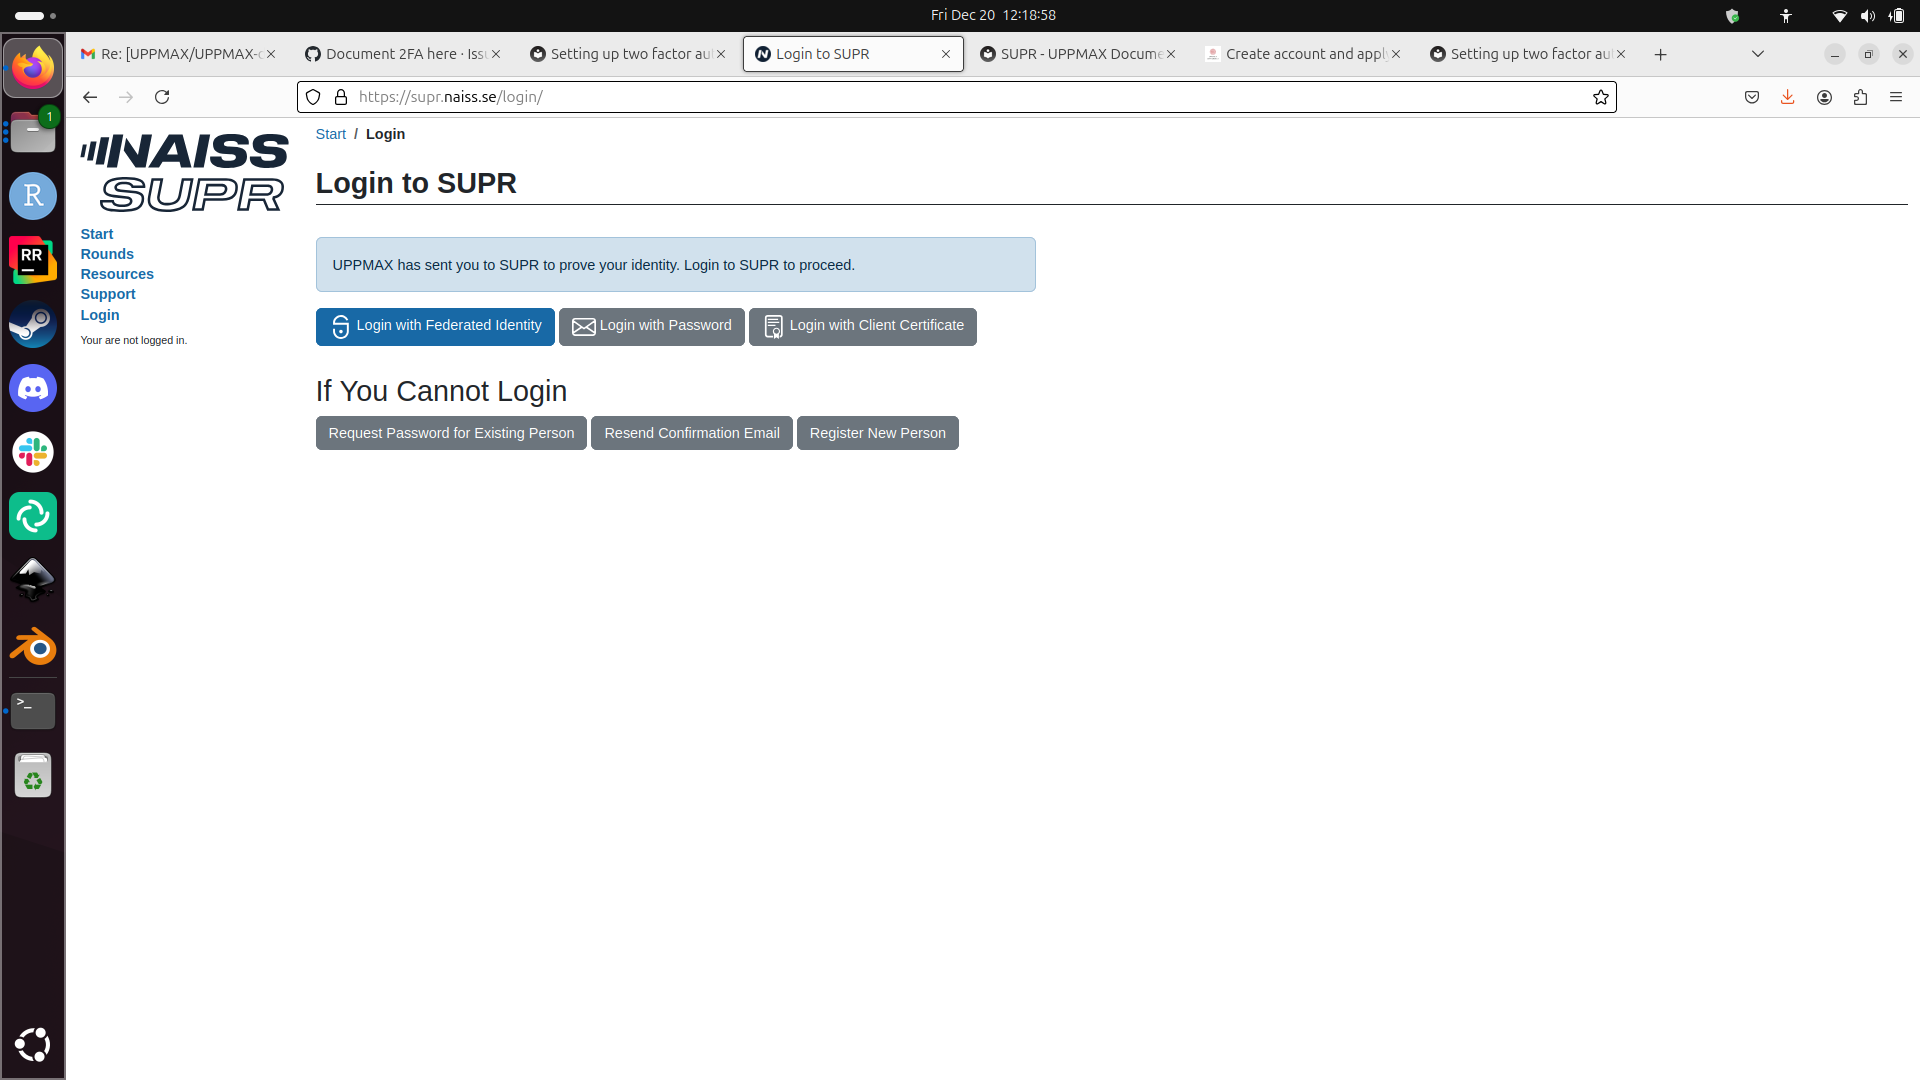 Fri Dec 20 12:18:58
Re: [UPPMAX/UPPMAX-
Document 2FA here · Issu
Setting up two factor au
Login to SUPR
SUPR - UPPMAX Docume
Create account and apply
Setting up two factor au
https://supr.naiss.se/login/
1
R
RR
>_
NAISS
SUPR
Start
Rounds
Resources
Support
Login
Your are not logged in.
Start / Login
Login to SUPR
UPPMAX has sent you to SUPR to prove your identity. Login to SUPR to proceed.
Login with Federated Identity
Login with Password
Login with Client Certificate
If You Cannot Login
Request Password for Existing Person
Resend Confirmation Email
Register New Person